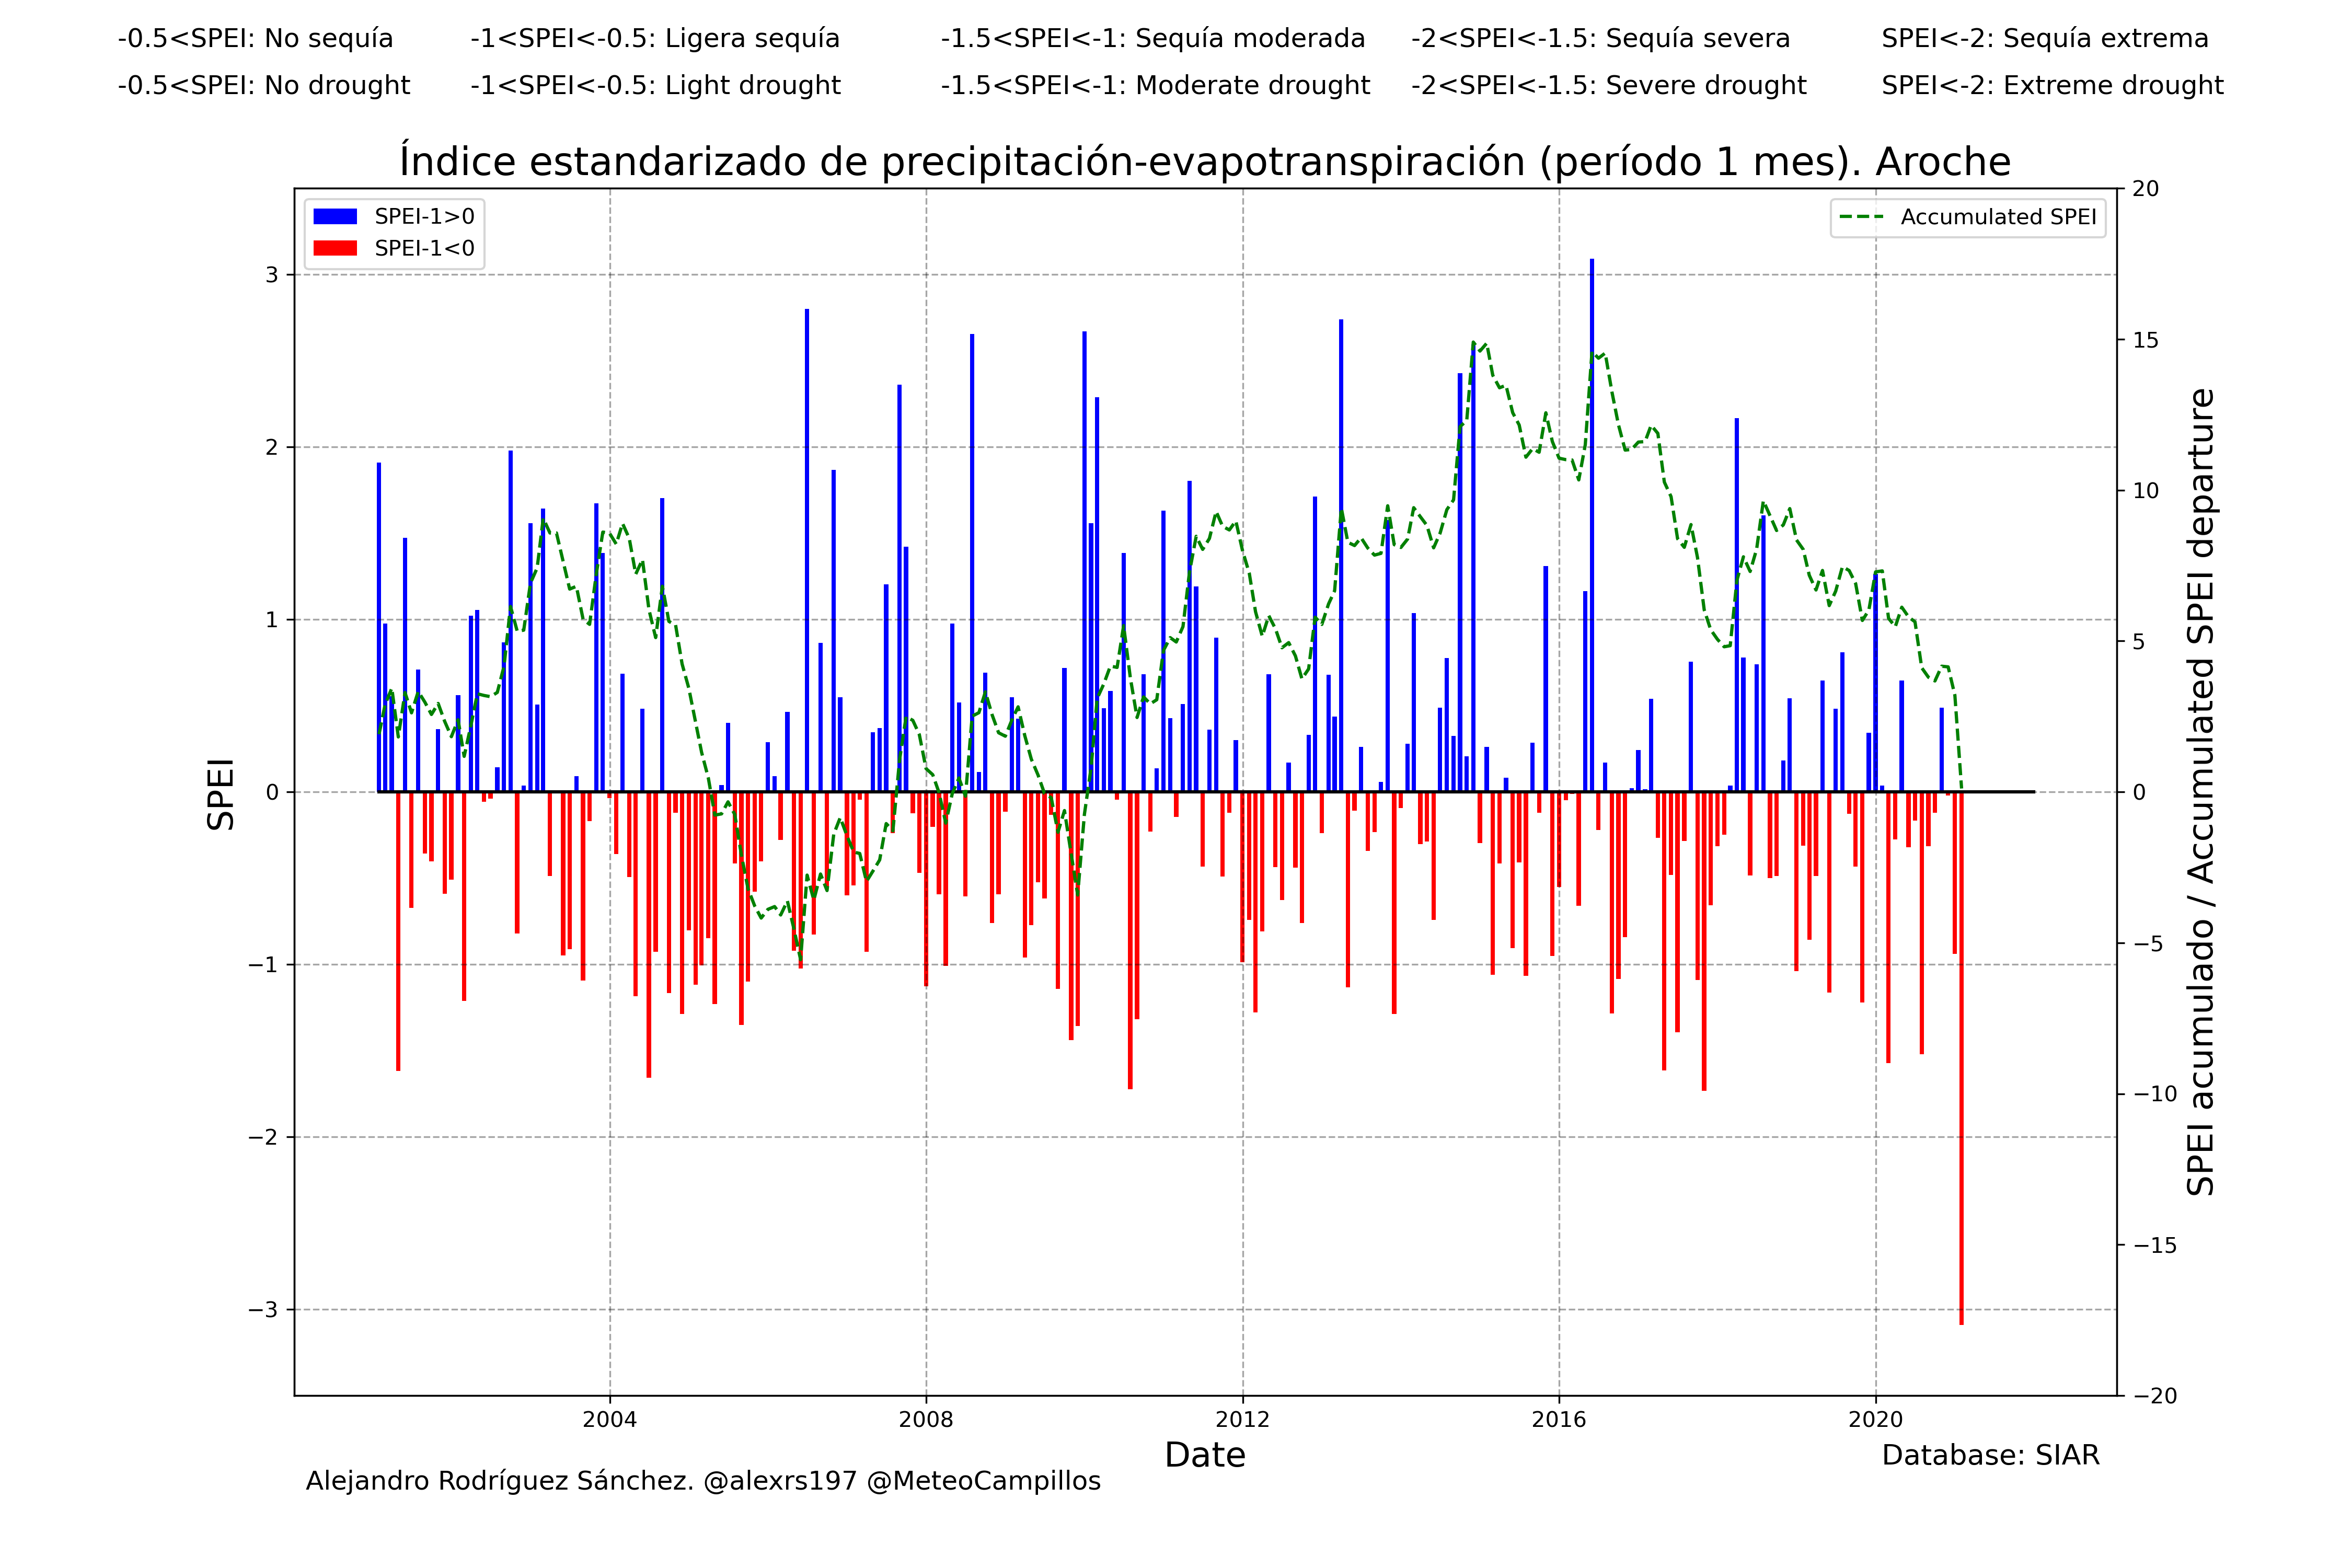 -0.5<SPEI: No sequía -1<SPEI<-0.5: Ligera sequía -1.5<SPEI<-1: Sequía moderada -2<SPEI<-1.5: Sequía severa SPEI<-2: Sequía extrema
-0.5<SPEI: No drought -1<SPEI<-0.5: Light drought -1.5<SPEI<-1: Moderate drought -2<SPEI<-1.5: Severe drought SPEI<-2: Extreme drought
Índice estandarizado de precipitación-evapotranspiración (período 1 mes). Aroche
SPEI-1>0
SPEI-1<0
Accumulated SPEI
SPEI
3
2
1
0
−1
−2
−3
20
15
10
5
0
−5
−10
−15
−20
SPEI acumulado / Accumulated SPEI departure
2004 2008 2012 2016 2020
Date
Database: SIAR
Alejandro Rodríguez Sánchez. @alexrs197 @MeteoCampillos